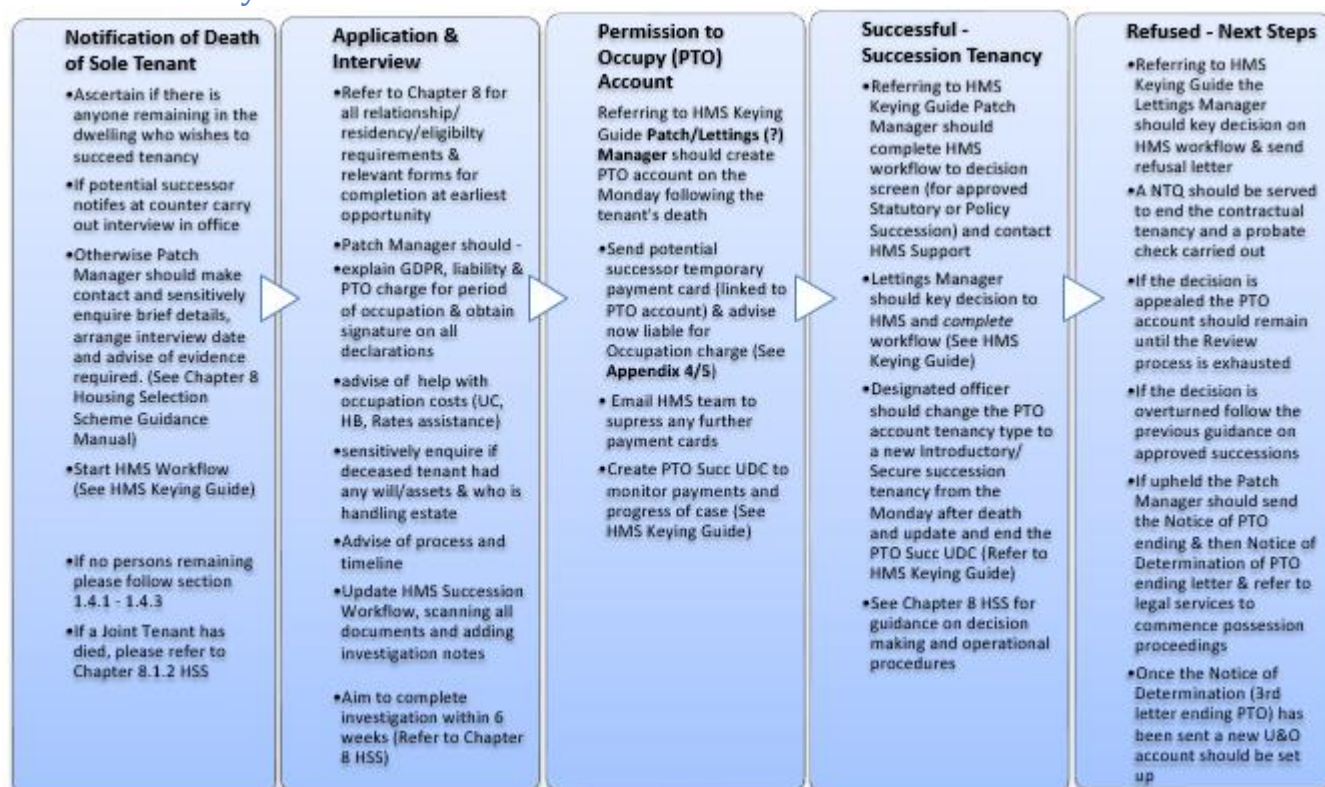 Notification of Death
of Sole Tenant
•Ascertain if there is
anyone remaining in the
dwelling who wishes to
succeed tenancy
•If potential successor
notifes at counter carry
out interview in office
•Otherwise Patch
Manager should make
contact and sensitively
enquire brief details,
arrange interview date
and advise of evidence
required. (See Chapter 8
Housing Selection
Scheme Guidance
Manual)
•Start HMS Workflow
(See HMS Keying Guide)
•If no persons remaining
please follow section
1.4.1 - 1.4.3
•If a Joint Tenant has
died, please refer to
Chapter 8.1.2 HSS
Application &
Interview
•Refer to Chapter 8 for
all relationship/
residency/eligibilty
requirements &
relevant forms for
completion at earliest
opportunity
•Patch Manager should -
•explain GDPR, liability &
PTO charge for period
of occupation & obtain
signature on all
declarations
•advise of help with
occupation costs (UC,
HB, Rates assistance)
•sensitively enquire if
deceased tenant had
any will/assets & who is
handling estate
•Advise of process and
timeline
•Update HMS Succession
Workflow, scanning all
documents and adding
investigation notes
•Aim to complete
investigation within 6
weeks (Refer to Chapter
8 HSS)
Permission to
Occupy (PTO)
Account
Referring to HMS Keying
Guide Patch/Lettings (?)
Manager should create
PTO account on the
Monday following the
tenant's death
•Send potential
successor temporary
payment card (linked to
PTO account) & advise
now liable for
Occupation charge (See
Appendix 4/5)
• Email HMS team to
supress any further
payment cards
•Create PTO Succ UDC to
monitor payments and
progress of case (See
HMS Keying Guide)
Successful -
Succession Tenancy
•Referring to HMS
Keying Guide Patch
Manager should
complete HMS
workflow to decision
screen (for approved
Statutory or Policy
Succession) and contact
HMS Support
•Lettings Manager
should key decision to
HMS and complete
workflow (See HMS
Keying Guide)
•Designated officer
should change the PTO
account tenancy type to
a new Introductory/
Secure succession
tenancy from the
Monday after death
and update and end the
PTO Succ UDC (Refer to
HMS Keying Guide)
•See Chapter 8 HSS for
guidance on decision
making and operational
procedures
Refused - Next Steps
•Referring to HMS
Keying Guide the
Lettings Manager
should key decision on
HMS workflow & send
refusal letter
•A NTQ should be served
to end the contractual
tenancy and a probate
check carried out
•If the decision is
appealed the PTO
account should remain
until the Review
process is exhausted
•If the decision is
overturned follow the
previous guidance on
approved successions
•If upheld the Patch
Manager should send
the Notice of PTO
ending & then Notice of
Determination of PTO
ending letter & refer to
legal services to
commence possession
proceedings
•Once the Notice of
Determination (3rd
letter ending PTO) has
been sent a new U&O
account should be set
up